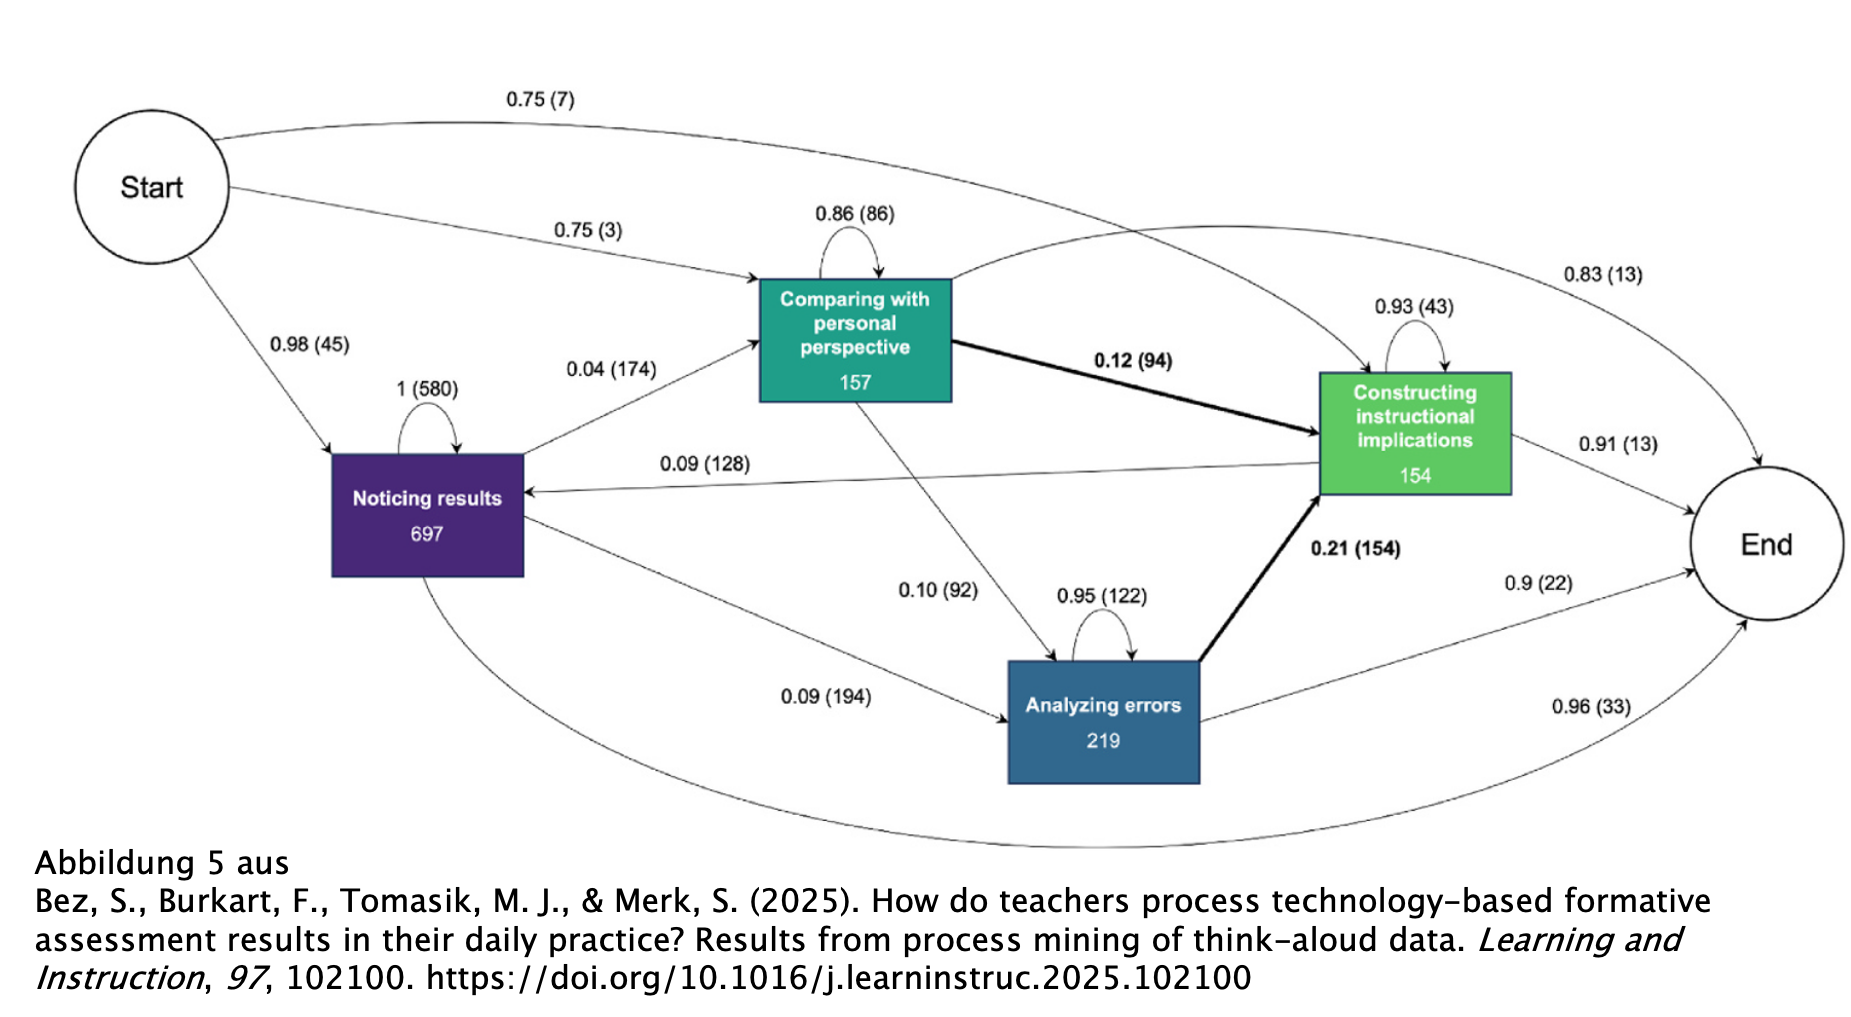 0.75 (7)
Start
0.75 (3)
0.86 (86)
0.83 (13)
Comparing with
personal
perspective
157
0.93 (43)
0.98 (45)
0.04 (174)
0.12 (94)
1 (580)
Constructing
instructional
implications
154
0.91 (13)
0.09 (128)
Noticing results
697
End
0.21 (154)
0.10 (92)
0.95 (122)
0.9 (22)
0.09 (194)
Analyzing errors
219
0.96 (33)
Abbildung 5 aus
Bez, S., Burkart, F., Tomasik, M. J., & Merk, S. (2025). How do teachers process technology-based formative
assessment results in their daily practice? Results from process mining of think-aloud data. Learning and
Instruction, 97, 102100. https://doi.org/10.1016/j.learninstruc.2025.102100